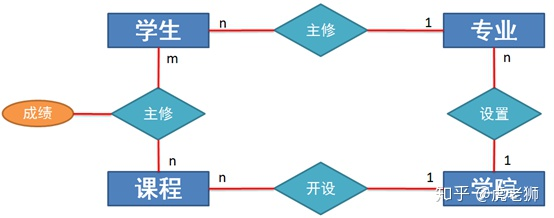 学生 n 主修 1 专业
m n
成绩 主修 设置
n 1
课程 n 开设 1 学院
知乎 @虎老狮